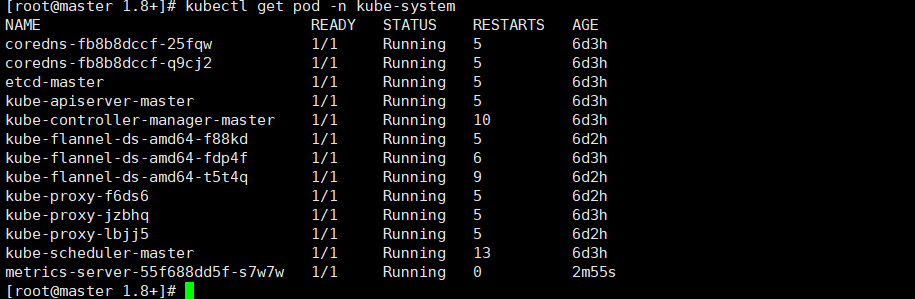 [root@master 1.8+]# kubectl get pod -n kube-system
NAME READY STATUS RESTARTS AGE
coredns-fb8b8dccf-25fqw 1/1 Running 5 6d3h
coredns-fb8b8dccf-q9cj2 1/1 Running 5 6d3h
etcd-master 1/1 Running 5 6d3h
kube-apiserver-master 1/1 Running 5 6d3h
kube-controller-manager-master 1/1 Running 10 6d3h
kube-flannel-ds-amd64-f88kd 1/1 Running 5 6d2h
kube-flannel-ds-amd64-fdp4f 1/1 Running 6 6d3h
kube-flannel-ds-amd64-t5t4q 1/1 Running 9 6d2h
kube-proxy-f6ds6 1/1 Running 5 6d2h
kube-proxy-jzbhq 1/1 Running 5 6d3h
kube-proxy-lbjj5 1/1 Running 5 6d2h
kube-scheduler-master 1/1 Running 13 6d3h
metrics-server-55f688dd5f-s7w7w 1/1 Running 0 2m55s
[root@master 1.8+]#